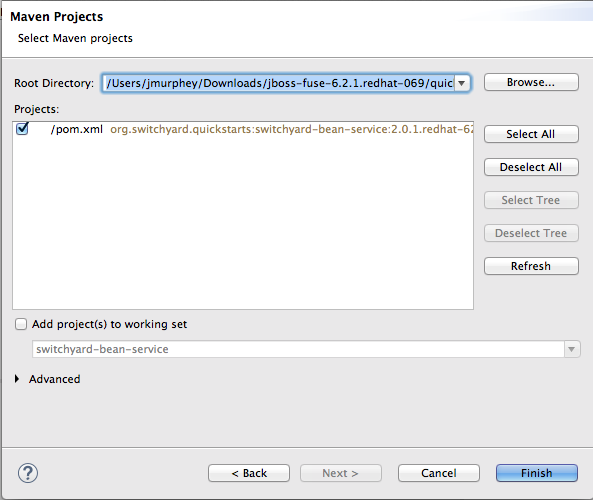 Maven Projects
Select Maven projects
Root Directory: /Users/jmurphey/Downloads/jboss-fuse-6.2.1.redhat-069/quic Browse...
Projects:
/pom.xml org.switchyard.quickstarts:switchyard-bean-service:2.0.1.redhat-62
Select All
Deselect All
Select Tree
Deselect Tree
Refresh
Add project(s) to working set
switchyard-bean-service
Advanced
? < Back Next > Cancel Finish